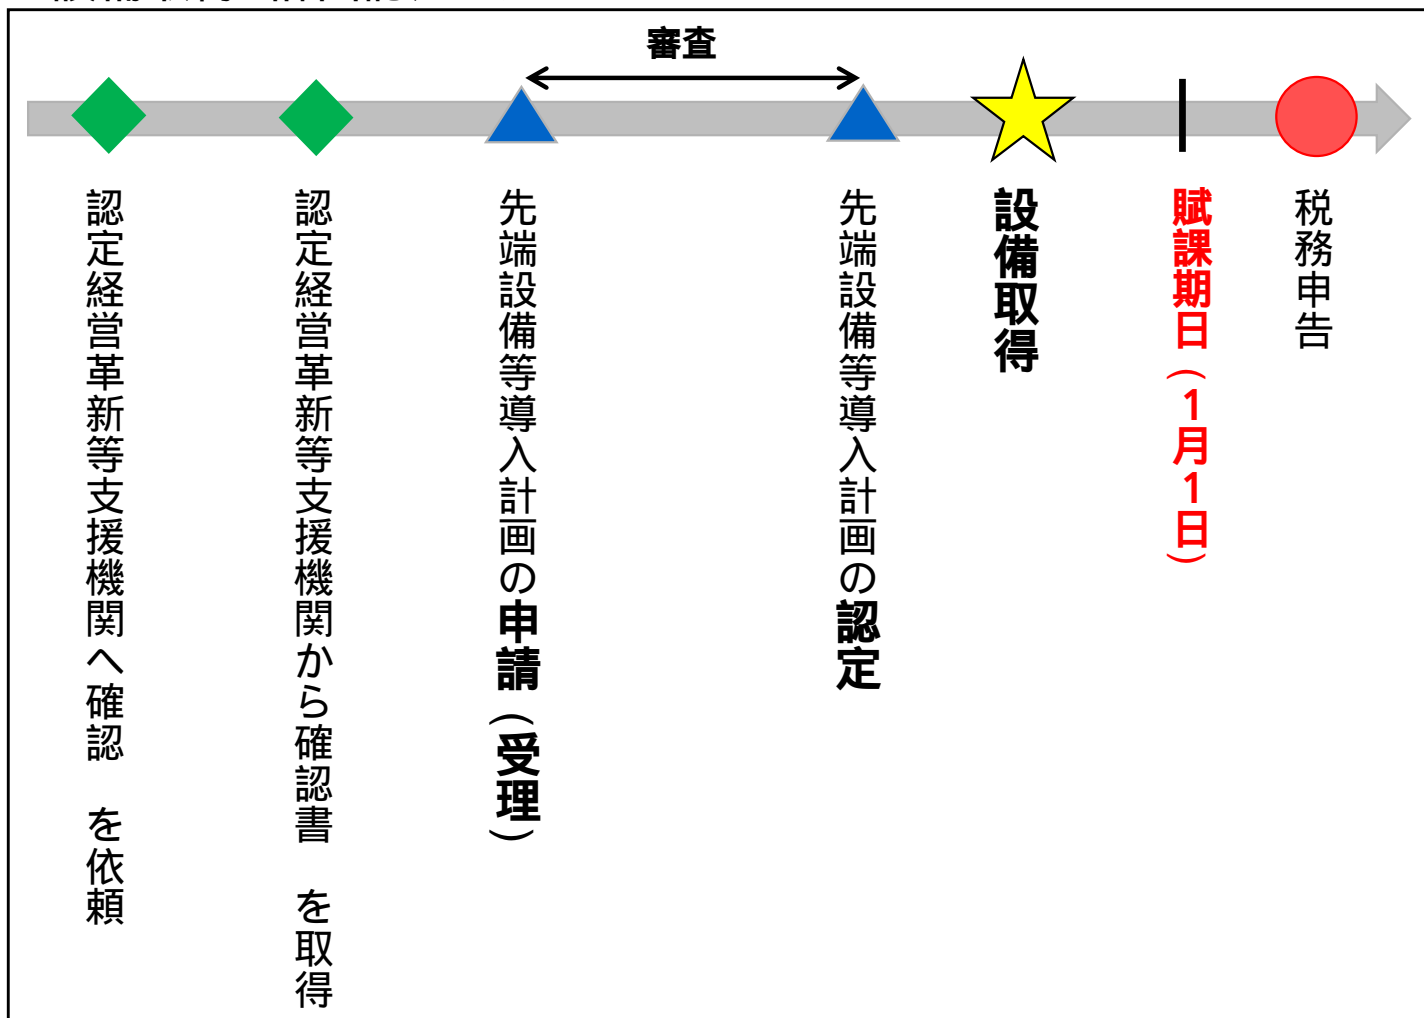 審査
認定経営革新等支援機関へ確認　を依頼
認定経営革新等支援機関から確認書　を取得
先端設備等導入計画の申請（受理）
先端設備等導入計画の認定
設備取得
賦課期日（1月1日）
税務申告